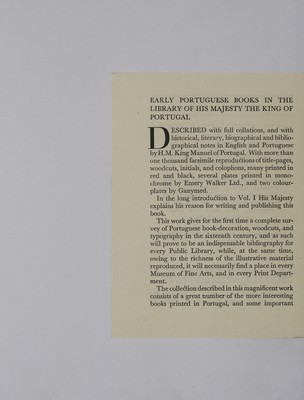 EARLY PORTUGUESE BOOKS IN THE
LIBRARY OF HIS MAJESTY THE KING OF
PORTUGAL
DESCRIBED with full collations, and with
historical, literary, biographical and biblio-
graphical notes in English and Portuguese
by H.M. King Manuel of Portugal. With more than
one thousand facsimile reproductions of title-pages,
woodcuts, initials, and colophons, many printed in
red and black, several plates printed in mono-
chrome by Emery Walker Ltd., and two colour-
plates by Ganymed.
In the long introduction to Vol. I His Majesty
explains his reason for writing and publishing this
book.
This work gives for the first time a complete sur-
vey of Portuguese book-decoration, woodcuts, and
typography in the sixteenth century, and as such
will prove to be an indispensable bibliography for
every Public Library, while, at the same time,
owing to the richness of the illustrative material
reproduced, it will necessarily find a place in every
Museum of Fine Arts, and in every Print Depart-
ment.
The collection described in this magnificent work
consists of a great number of the more interesting
books printed in Portugal, and some important